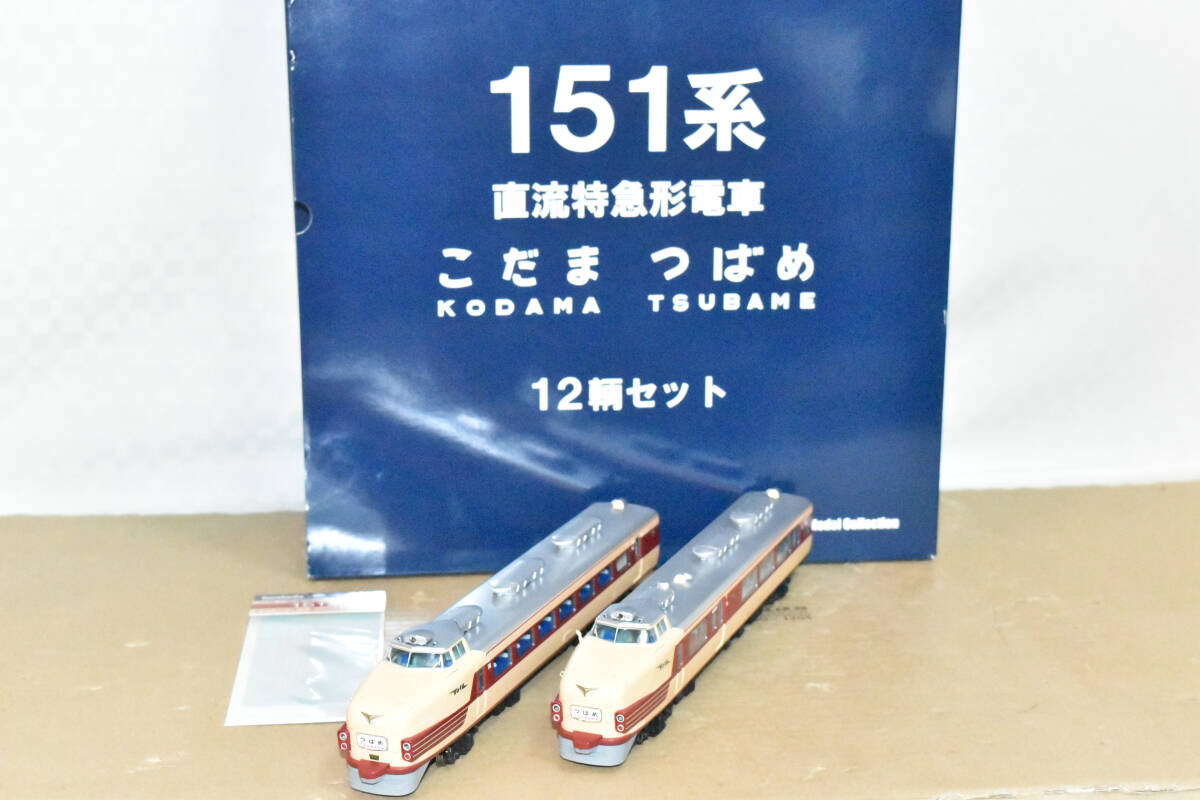 151系
直流特急形電車
こだま つばめ
KODAMA TSUBAME
12輌セット
Model Collection
つばめ
つばめ